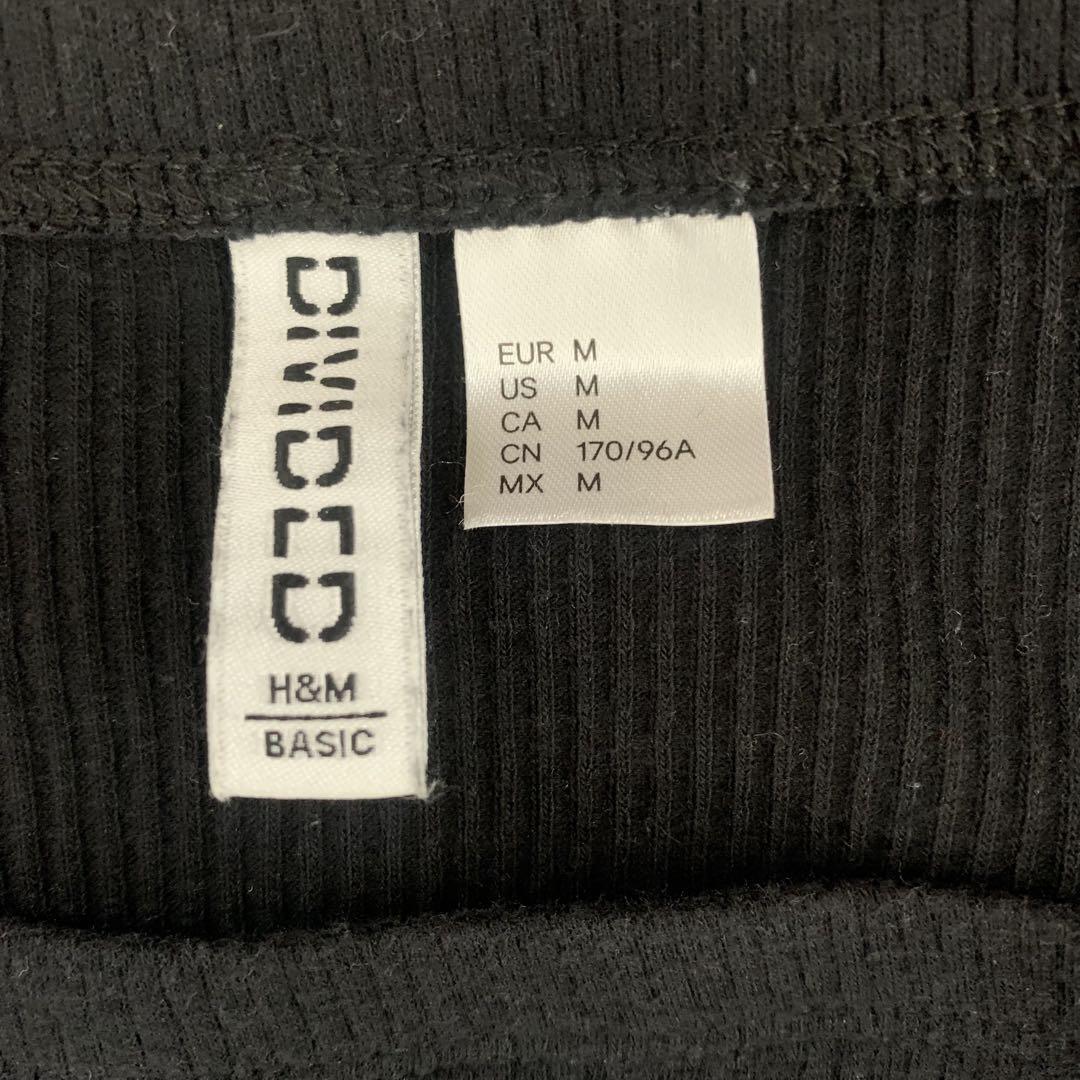 DIVIDED
H&M
BASIC
EUR M
US M
CA M
CN 170/96A
MX M